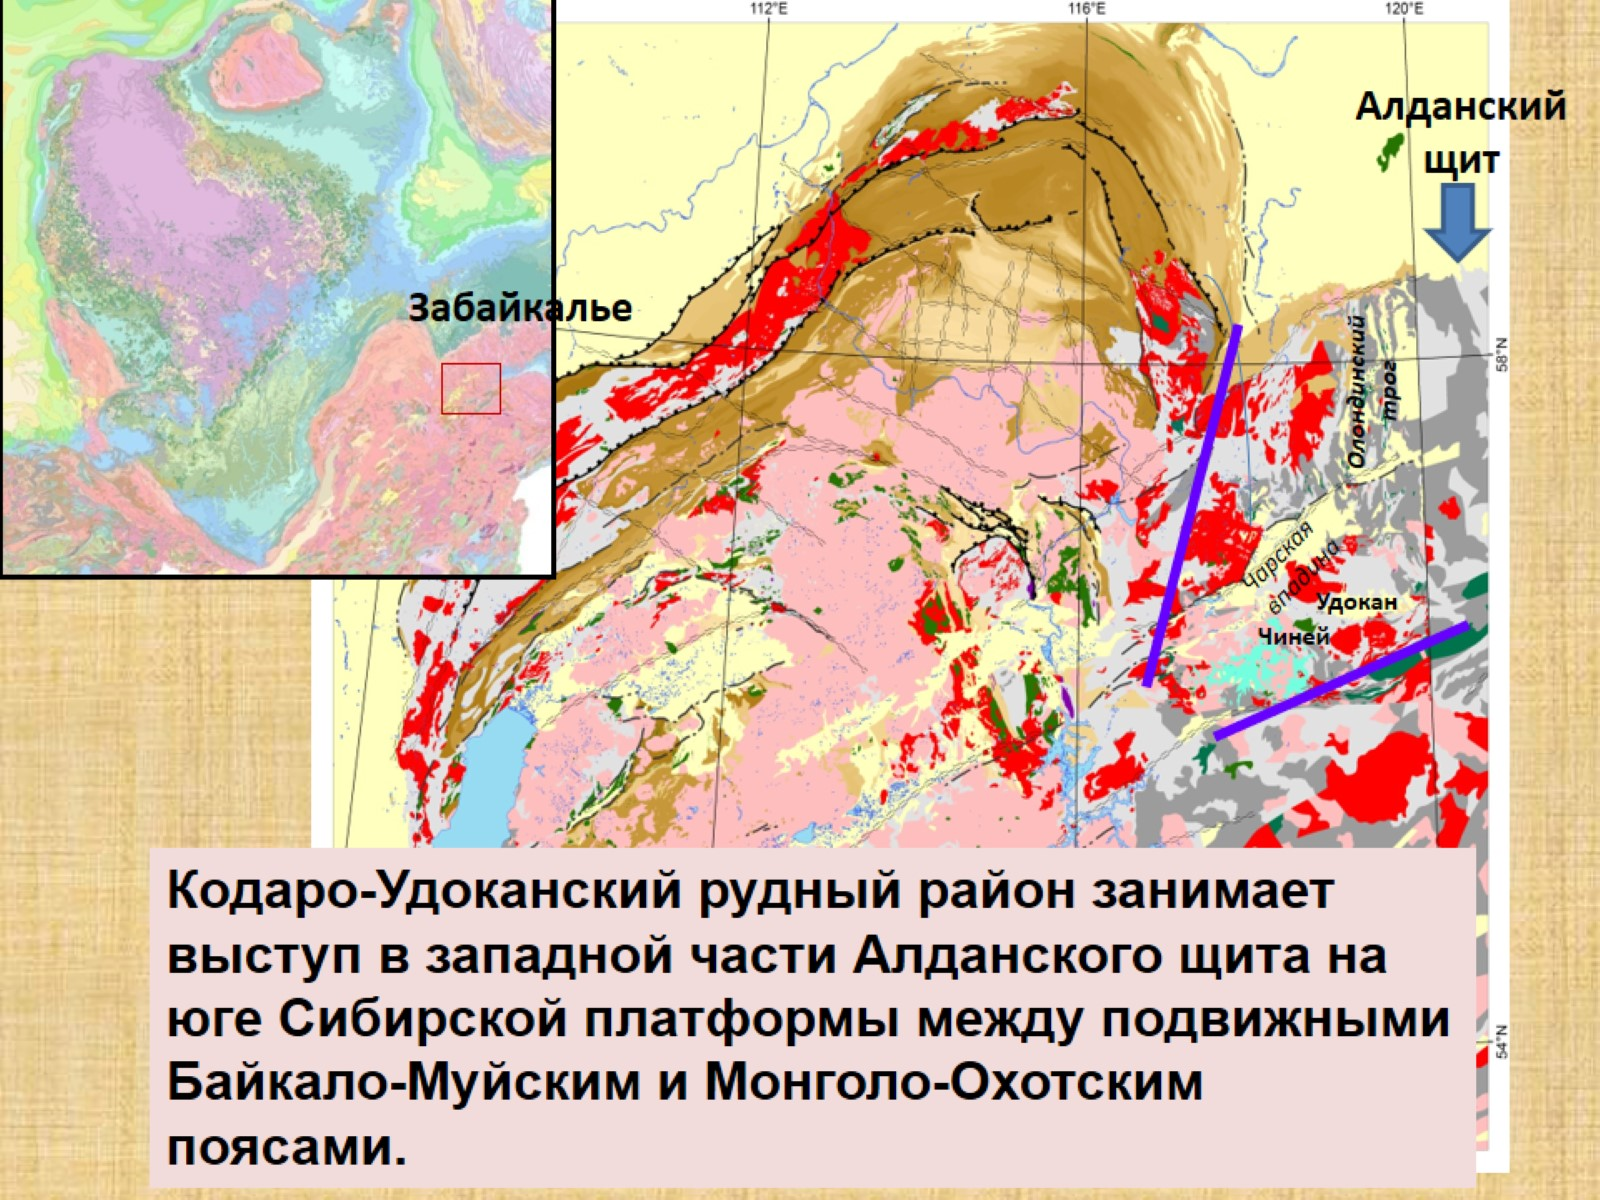 112°E
116°E
120°E
Алданский
щит
Забайкалье
58°N
Олондинский
трог
Чарская
впадина
Удокан
Чиней
54°N
Кодаро-Удоканский рудный район занимает
выступ в западной части Алданского щита на
юге Сибирской платформы между подвижными
Байкало-Муйским и Монголо-Охотским
поясами.